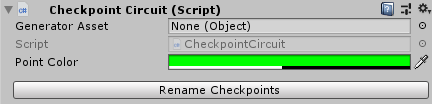 Checkpoint Circuit (Script)
Generator Asset None (Object)
Script CheckpointCircuit
Point Color
Rename Checkpoints